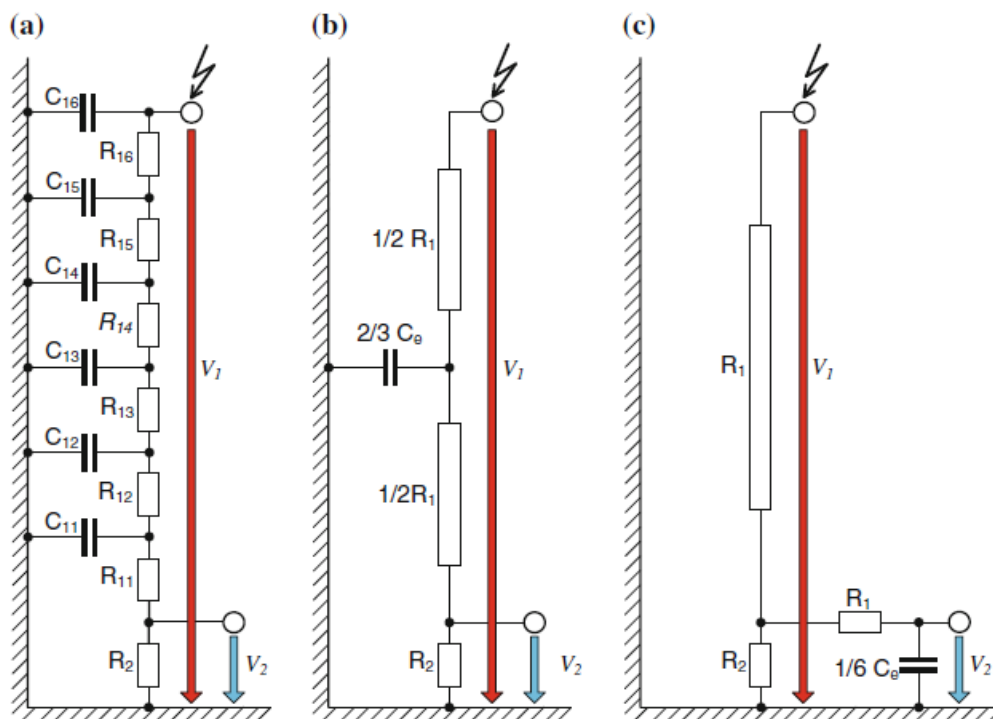 (a)
C16
R16
C15
R15
C14
R14
C13
V1
R13
C12
R12
C11
R11
R2
V2
(b)
1/2 R1
2/3 Ce
V1
1/2R1
R2
V2
(c)
R1
V1
R1
R2
1/6 Ce
V2